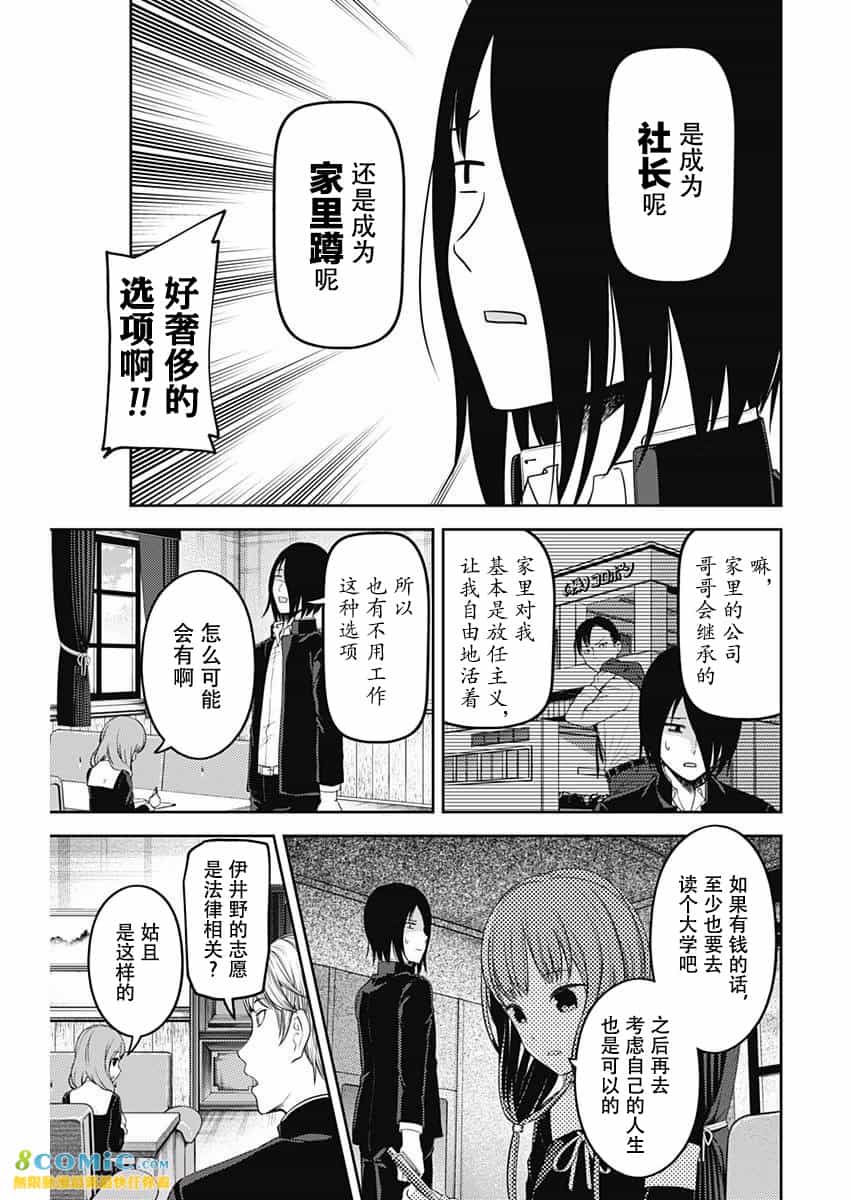 是成为
社长呢
还是成为
家里蹲呢
好奢侈的
选项啊!!
嘛，
家里的公司
哥哥会继承的
家里对我
基本是放任主义，
让我自由地活着
所以
也有不用工作
这种选项
怎么可能
会有啊
如果有钱的话，
至少也要去
读个大学吧
之后再去
考虑自己的人生
也是可以的
伊井野的志愿
是法律相关？
姑且
是这样的
8COMIC.com